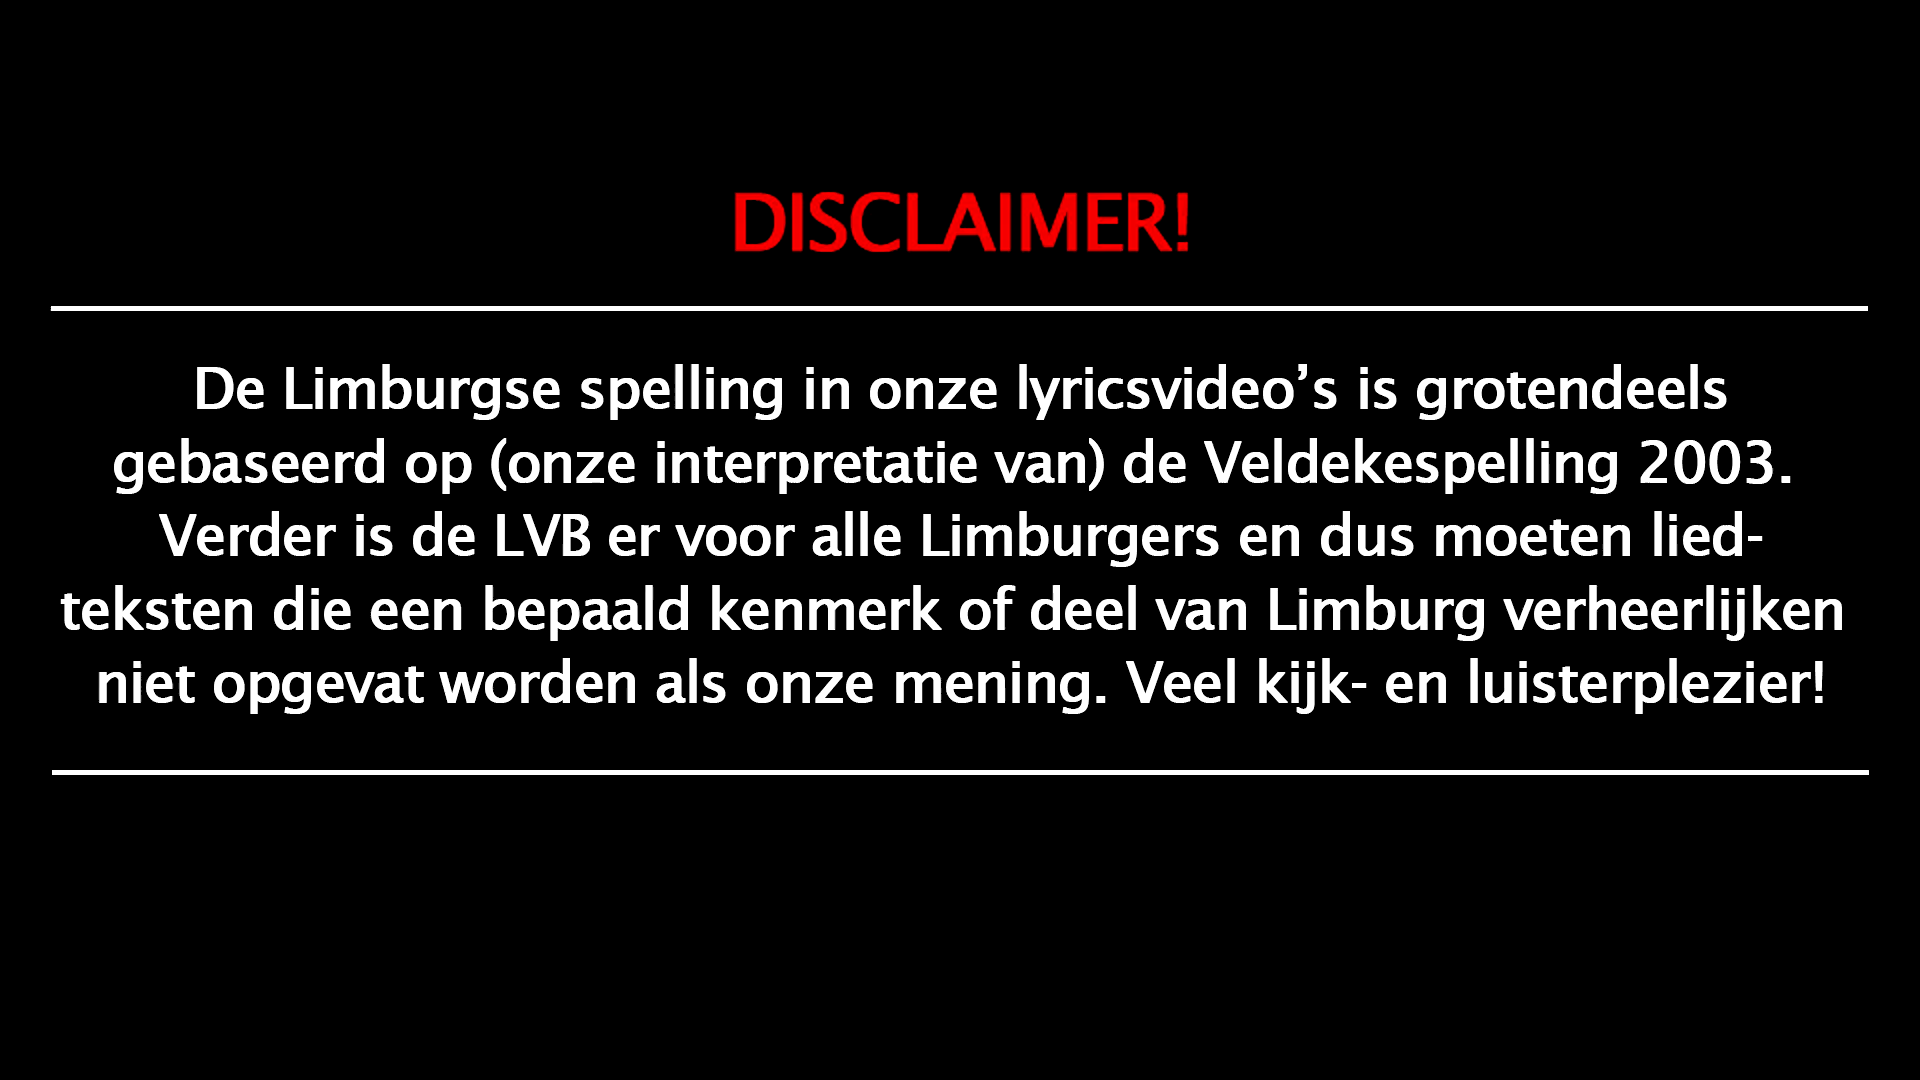 DISCLAIMER!
De Limburgse spelling in onze lyricsvideo’s is grotendeels
gebaseerd op (onze interpretatie van) de Veldekespelling 2003.
Verder is de LVB er voor alle Limburgers en dus moeten lied-
teksten die een bepaald kenmerk of deel van Limburg verheerlijken
niet opgevat worden als onze mening. Veel kijk- en luisterplezier!